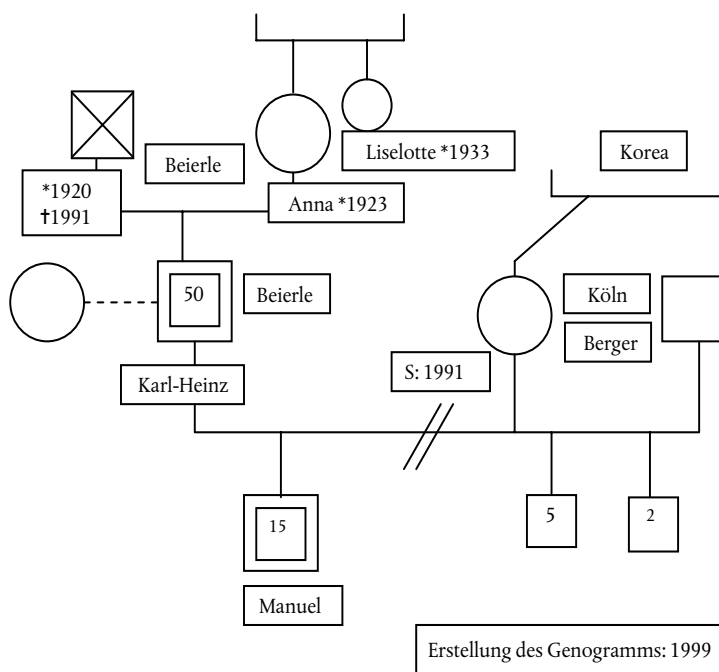 Liselotte *1933
Beierle
Korea
*1920
†1991
Anna *1923
50
Beierle
Köln
Berger
S: 1991
Karl-Heinz
15
5
2
Manuel
Erstellung des Genogramms: 1999